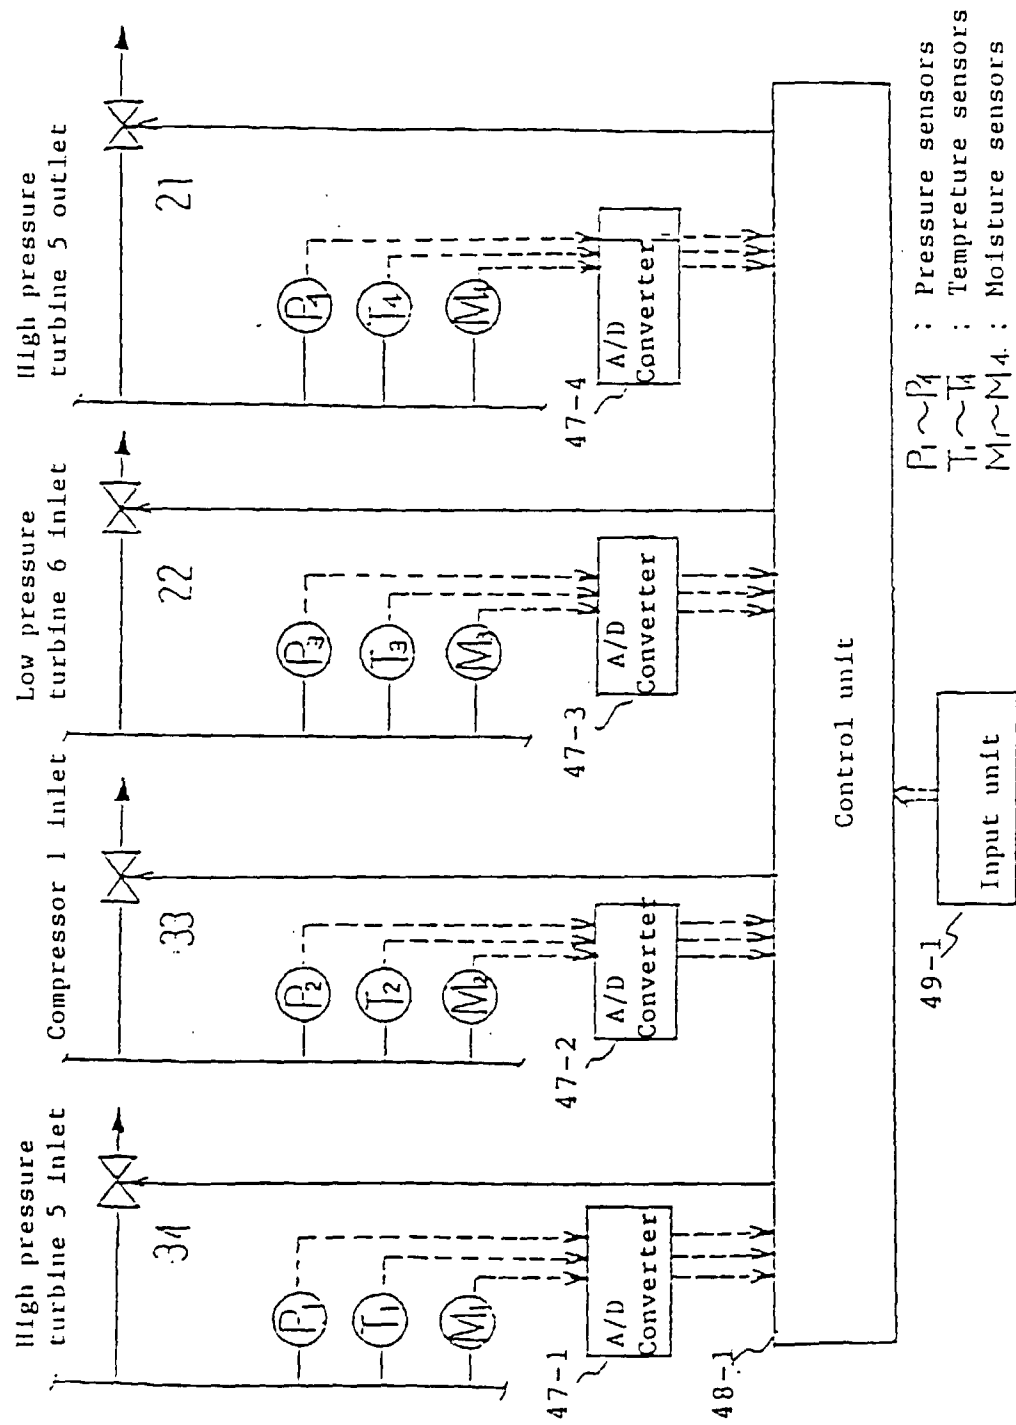 High pressure
turbine 5 inlet
Compressor 1 inlet
Low pressure
turbine 6 inlet
High pressure
turbine 5 outlet
34
33
22
21
P1
T1
M1
P2
T2
M2
P3
T3
M3
P4
T4
M4
47-1
A/D
Converter
47-2
A/D
Converter
47-3
A/D
Converter
47-4
A/D
Converter
48-1
Control unit
49-1
Input unit
P1~P4 : Pressure sensors
T1~T4 : Tempreture sensors
M1~M4 : Moisture sensors